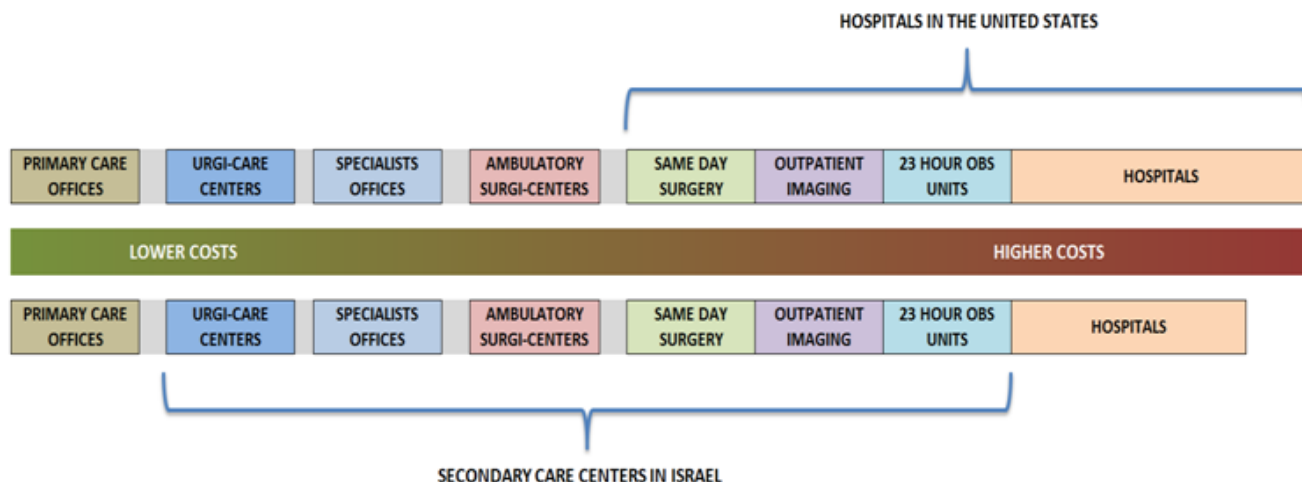 HOSPITALS IN THE UNITED STATES
PRIMARY CARE OFFICES
URGI-CARE CENTERS
SPECIALISTS OFFICES
AMBULATORY SURGI-CENTERS
SAME DAY SURGERY
OUTPATIENT IMAGING
23 HOUR OBS UNITS
HOSPITALS
LOWER COSTS
HIGHER COSTS
PRIMARY CARE OFFICES
URGI-CARE CENTERS
SPECIALISTS OFFICES
AMBULATORY SURGI-CENTERS
SAME DAY SURGERY
OUTPATIENT IMAGING
23 HOUR OBS UNITS
HOSPITALS
SECONDARY CARE CENTERS IN ISRAEL